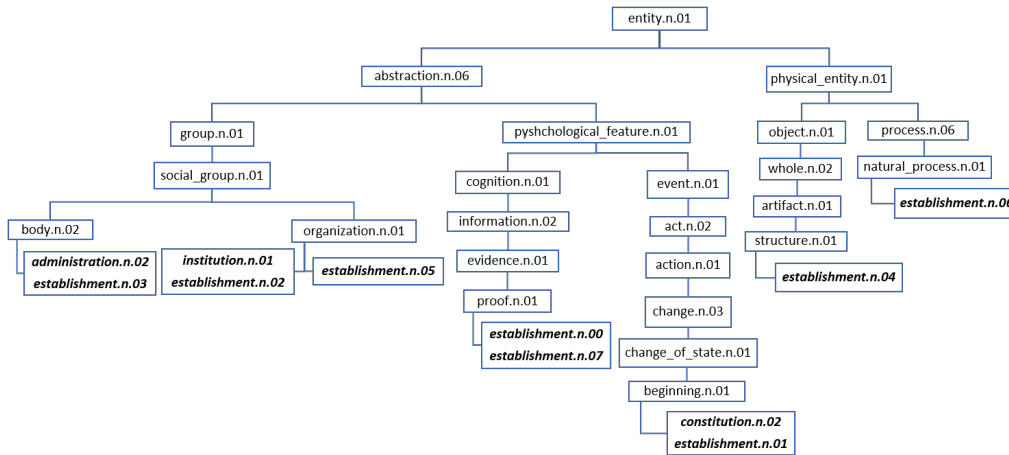 entity.n.01
abstraction.n.06
physical_entity.n.01
group.n.01
pyshchological_feature.n.01
object.n.01
process.n.06
social_group.n.01
cognition.n.01
event.n.01
whole.n.02
natural_process.n.01
body.n.02
organization.n.01
information.n.02
act.n.02
artifact.n.01
establishment.n.06
administration.n.02
establishment.n.03
institution.n.01
establishment.n.02
establishment.n.05
evidence.n.01
action.n.01
structure.n.01
establishment.n.04
proof.n.01
change.n.03
establishment.n.00
establishment.n.07
change_of_state.n.01
beginning.n.01
constitution.n.02
establishment.n.01